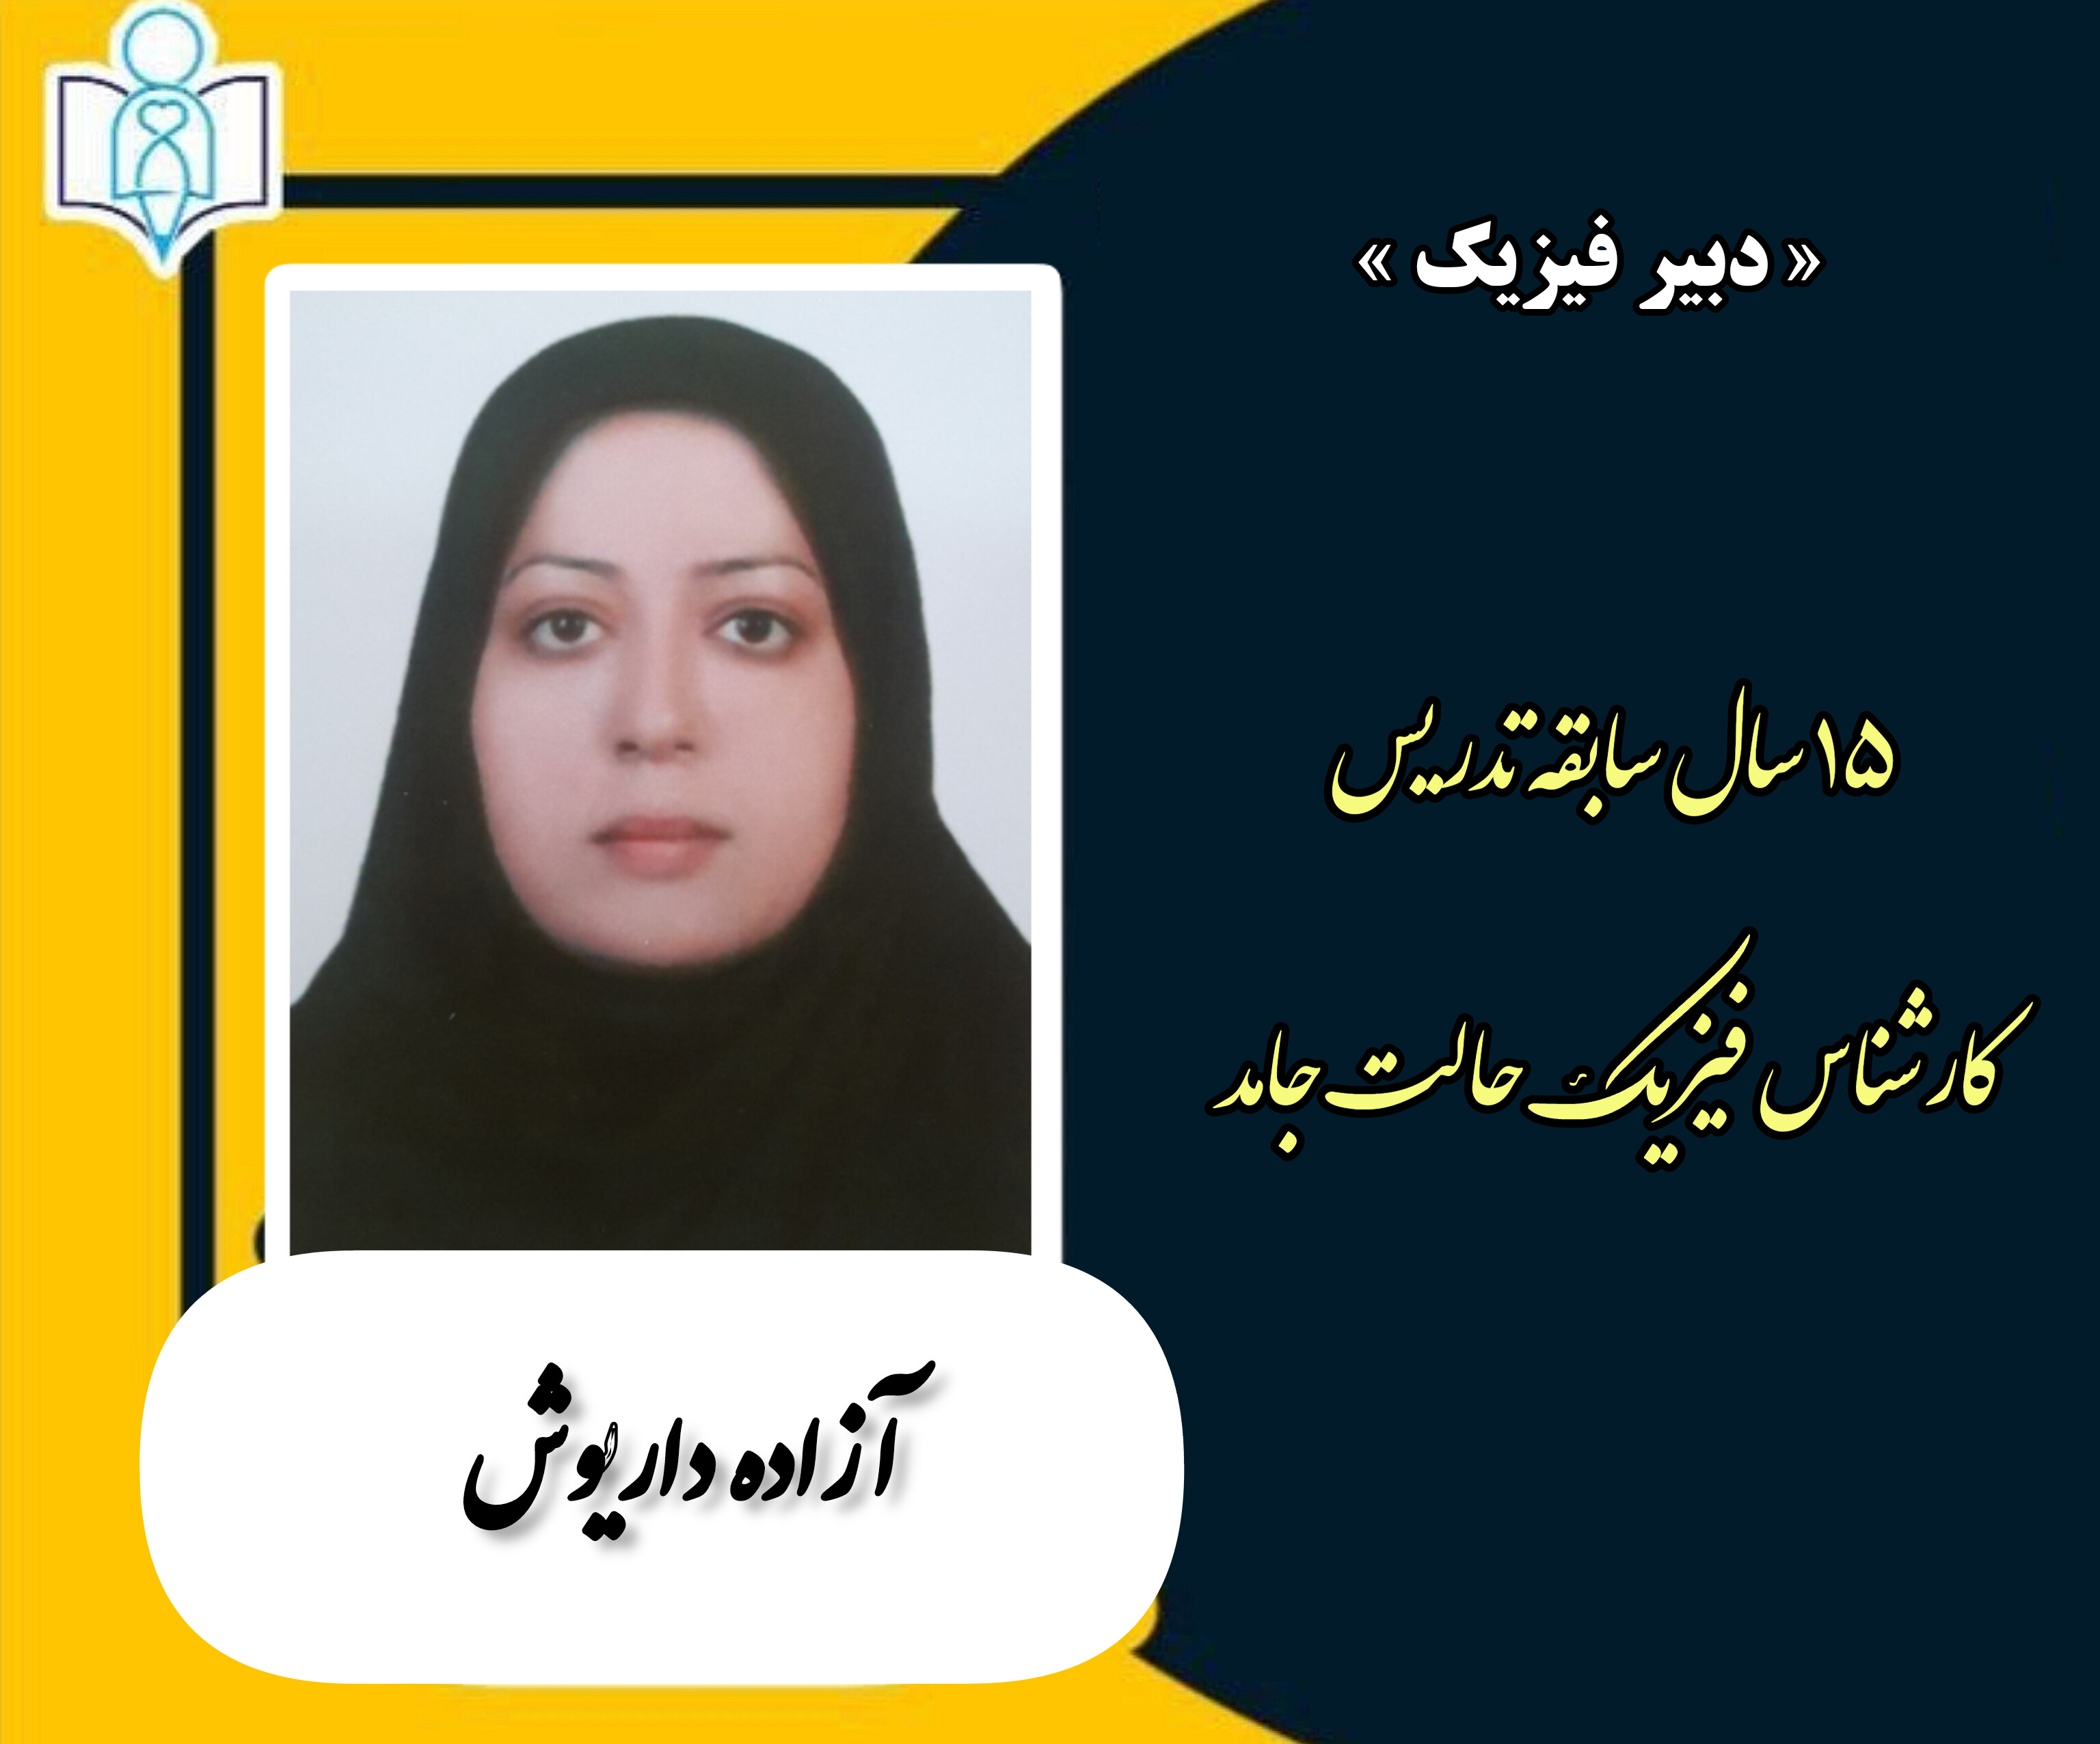 « دبیر فیزیک »
۱۵ سال سابقه تدریس
کارشناس فیزیک حالت جامد
آزاده داریوش